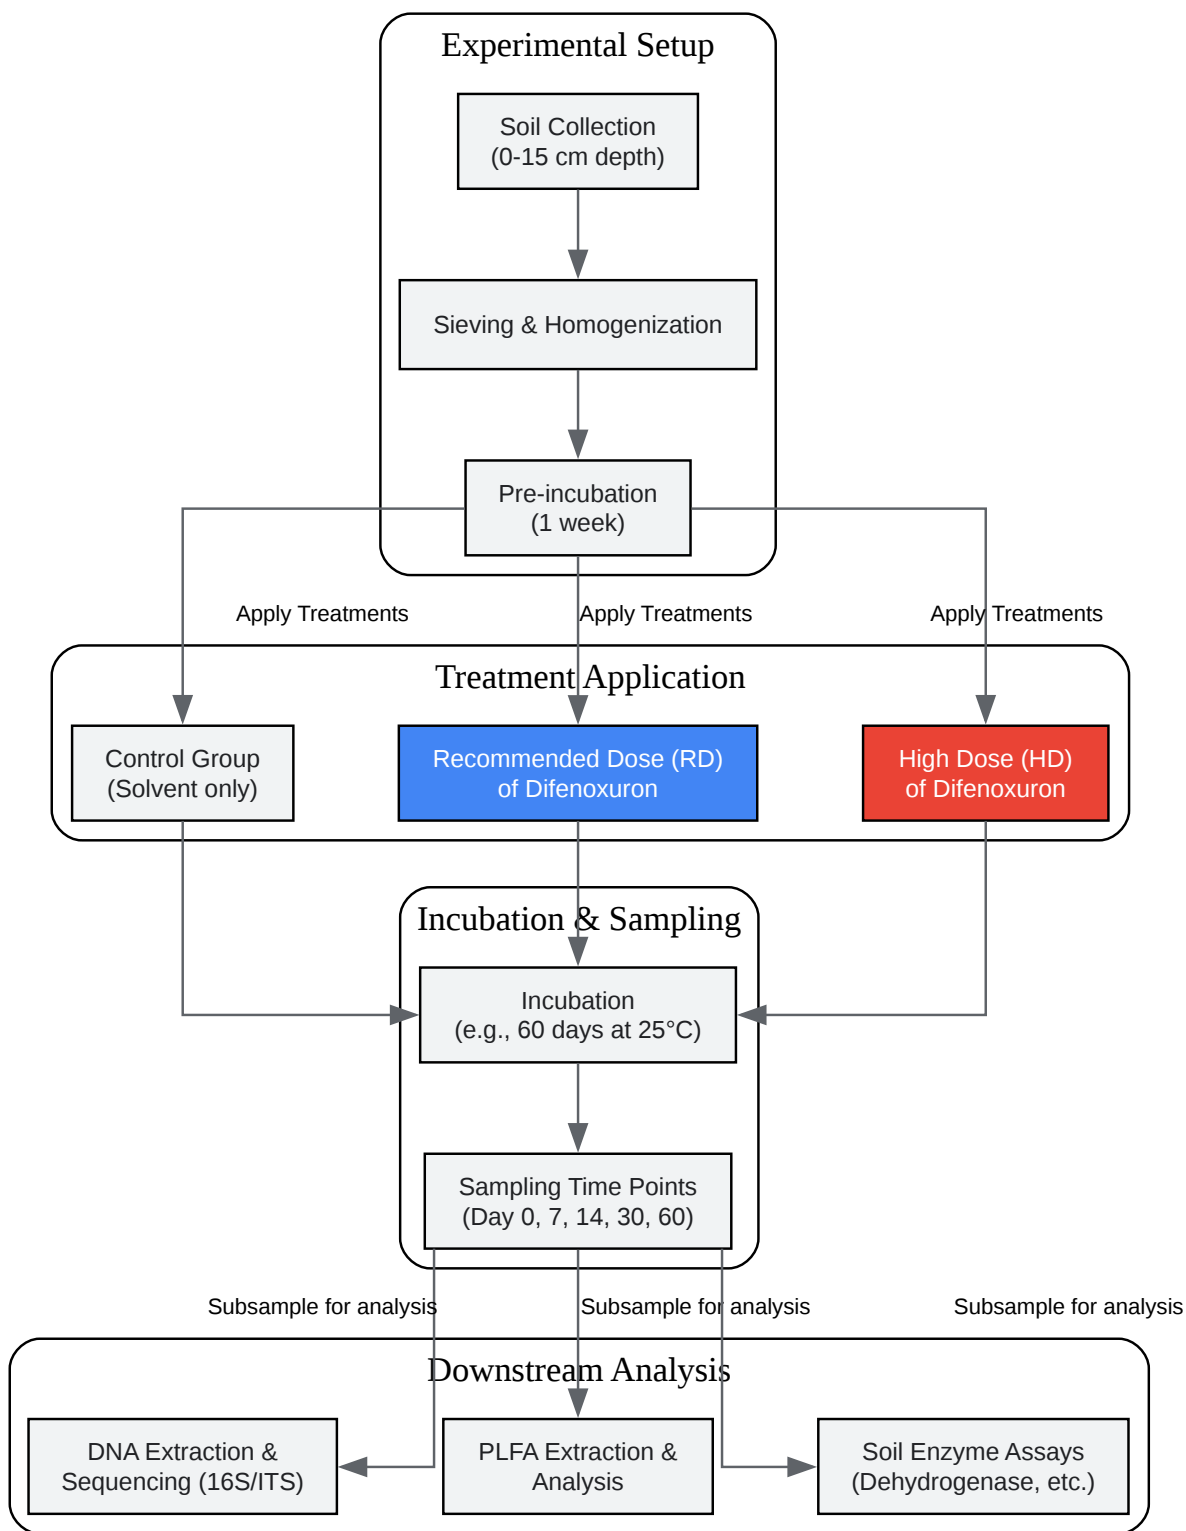 Experimental Setup
Soil Collection
(0-15 cm depth)
Sieving & Homogenization
Pre-incubation
(1 week)
Apply Treatments
Apply Treatments
Apply Treatments
Treatment Application
Control Group
(Solvent only)
Recommended Dose (RD)
of Difenoxuron
High Dose (HD)
of Difenoxuron
Incubation & Sampling
Incubation
(e.g., 60 days at 25°C)
Sampling Time Points
(Day 0, 7, 14, 30, 60)
Subsample for analysis
Subsample for analysis
Subsample for analysis
Downstream Analysis
DNA Extraction &
Sequencing (16S/ITS)
PLFA Extraction &
Analysis
Soil Enzyme Assays
(Dehydrogenase, etc.)